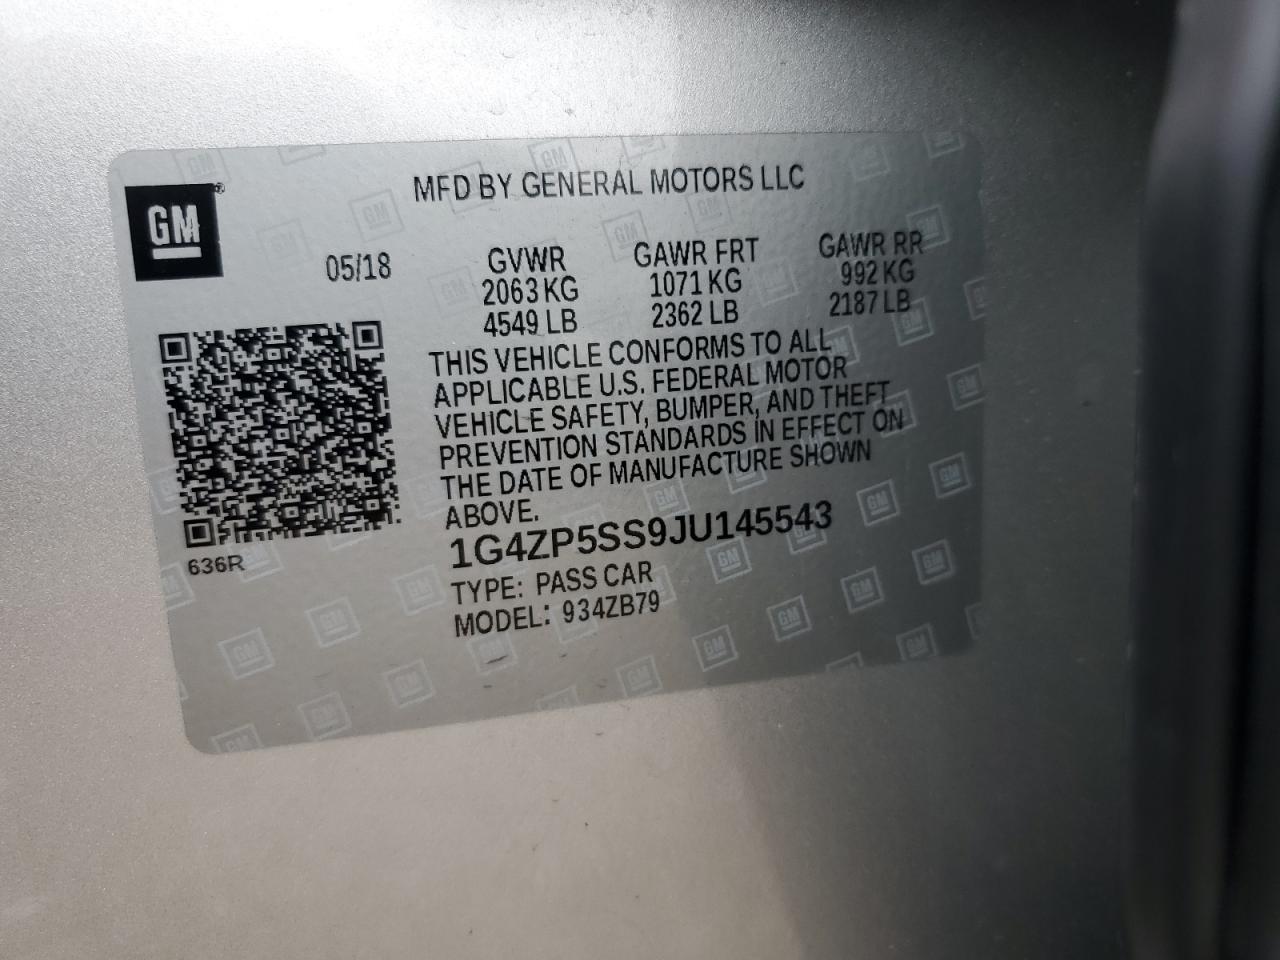 GM
MFD BY GENERAL MOTORS LLC
05/18
GVWR GAWR FRT GAWR RR
2063 KG 1071 KG 992 KG
4549 LB 2362 LB 2187 LB
THIS VEHICLE CONFORMS TO ALL
APPLICABLE U.S. FEDERAL MOTOR
VEHICLE SAFETY, BUMPER, AND THEFT
PREVENTION STANDARDS IN EFFECT ON
THE DATE OF MANUFACTURE SHOWN
ABOVE.
1G4ZP5SS9JU145543
TYPE: PASS CAR
MODEL: 934ZB79
636R